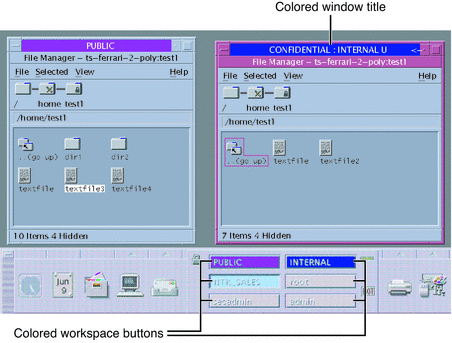 Colored window title
PUBLIC
File Manager - ts-ferrari-2-poly:test1
File Selected View Help
/ home test1
/home/test1
..(go up) dir1 dir2
textfile textfile3 textfile4
10 Items 4 Hidden
CONFIDENTIAL : INTERNAL U
File Manager - ts-ferrari-2-poly:test1
File Selected View Help
/ home test1
/home/test1
..(go up) textfile textfile2
7 Items 4 Hidden
Jun
9
PUBLIC INTERNAL
NTK_SALES root
secadmin admin
Colored workspace buttons